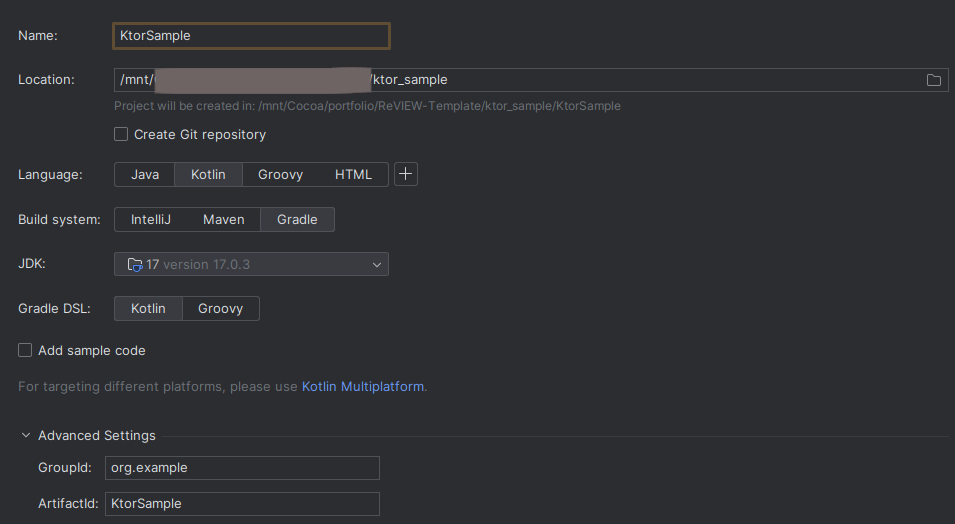 Name: KtorSample
Location: /mnt/ /ktor_sample
Project will be created in: /mnt/Cocoa/portfolio/ReVIEW-Template/ktor_sample/KtorSample
Create Git repository
Language: Java Kotlin Groovy HTML
Build system: IntelliJ Maven Gradle
JDK: 17 version 17.0.3
Gradle DSL: Kotlin Groovy
Add sample code
For targeting different platforms, please use Kotlin Multiplatform.
Advanced Settings
GroupId: org.example
ArtifactId: KtorSample